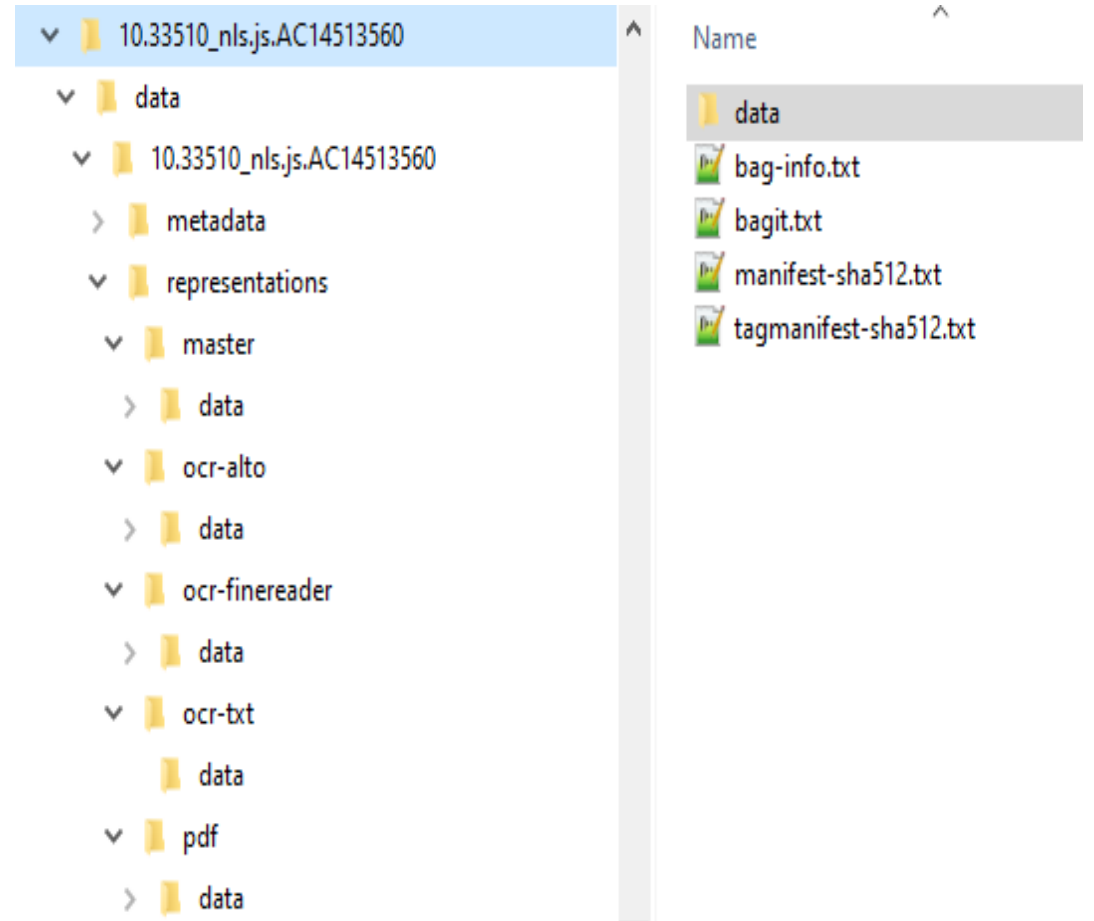 10.33510_nls.js.AC14513560
data
10.33510_nls.js.AC14513560
metadata
representations
master
data
ocr-alto
data
ocr-finereader
data
ocr-txt
data
pdf
data
Name
data
bag-info.txt
bagit.txt
manifest-sha512.txt
tagmanifest-sha512.txt